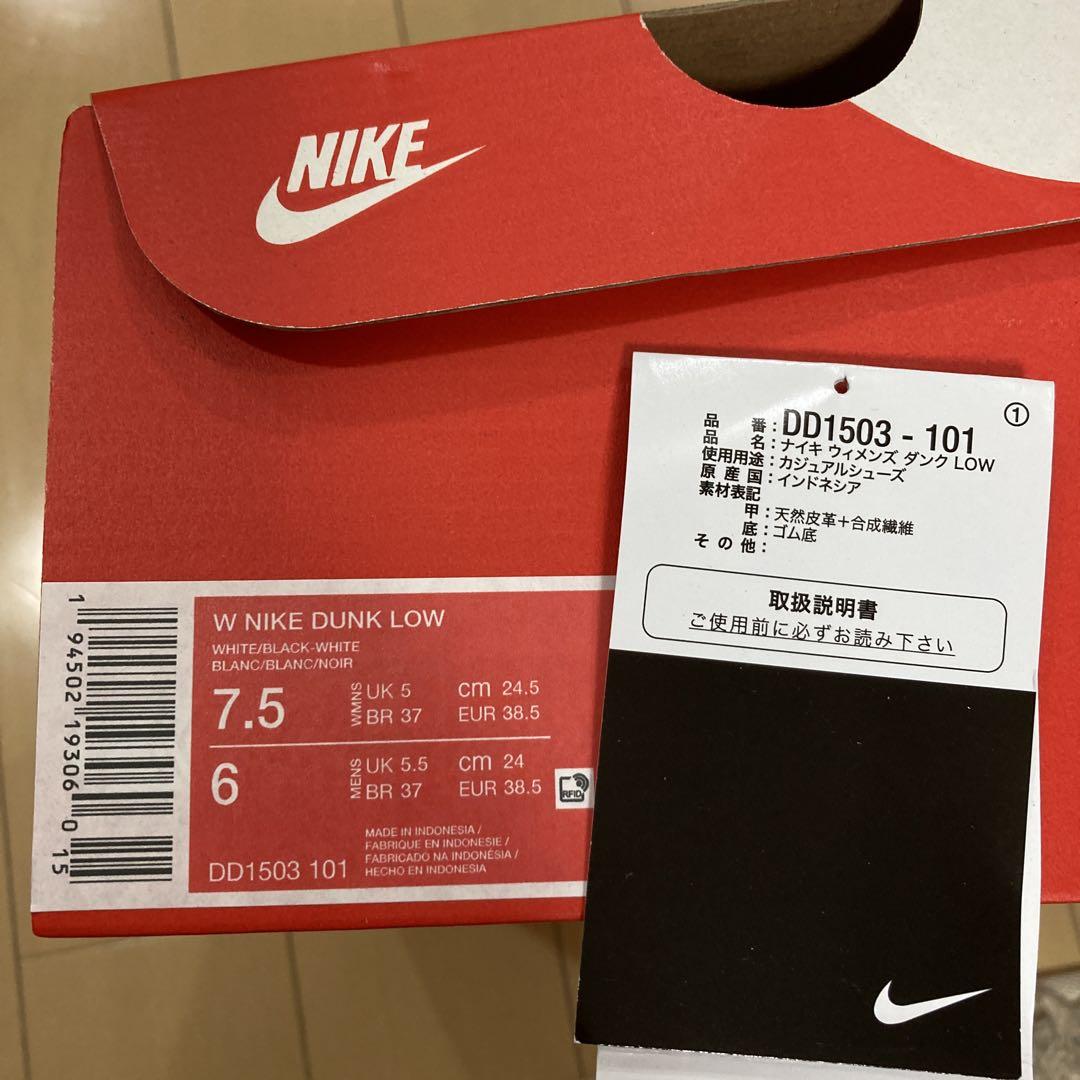 NIKE
W NIKE DUNK LOW
WHITE/BLACK-WHITE
BLANC/BLANC/NOIR
7.5 WMNS UK 5 cm 24.5
BR 37 EUR 38.5
6 MENS UK 5.5 cm 24
BR 37 EUR 38.5
RFID
MADE IN INDONESIA /
FABRIQUE EN INDONESIE /
FABRICADO NA INDONÉSIA /
HECHO EN INDONESIA
DD1503 101
1 94502 19306 0 15
①
品番:DD1503 - 101
品名:ナイキ ウィメンズ ダンク LOW
使用用途:カジュアルシューズ
原産国:インドネシア
素材表記
甲:天然皮革+合成繊維
底:ゴム底
その他:
取扱説明書
ご使用前に必ずお読み下さい